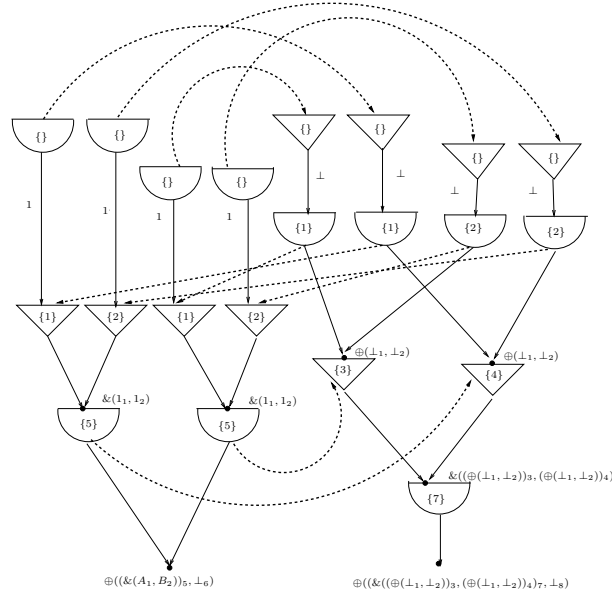 {} {} {} {}
{} {} {} {}
1 1 1 1 ⊥ ⊥ ⊥ ⊥
{1} {1} {2} {2}
{1} {2} {1} {2}
⊕(⊥₁, ⊥₂) ⊕(⊥₁, ⊥₂)
{3} {4}
&(1₁, 1₂) &(1₁, 1₂)
{5} {5}
&((⊕(⊥₁, ⊥₂))₃, (⊕(⊥₁, ⊥₂))₄)
{7}
⊕((&(A₁, B₂))₅, ⊥₆) ⊕((&((⊕(⊥₁, ⊥₂))₃, (⊕(⊥₁, ⊥₂))₄)₇, ⊥₈)